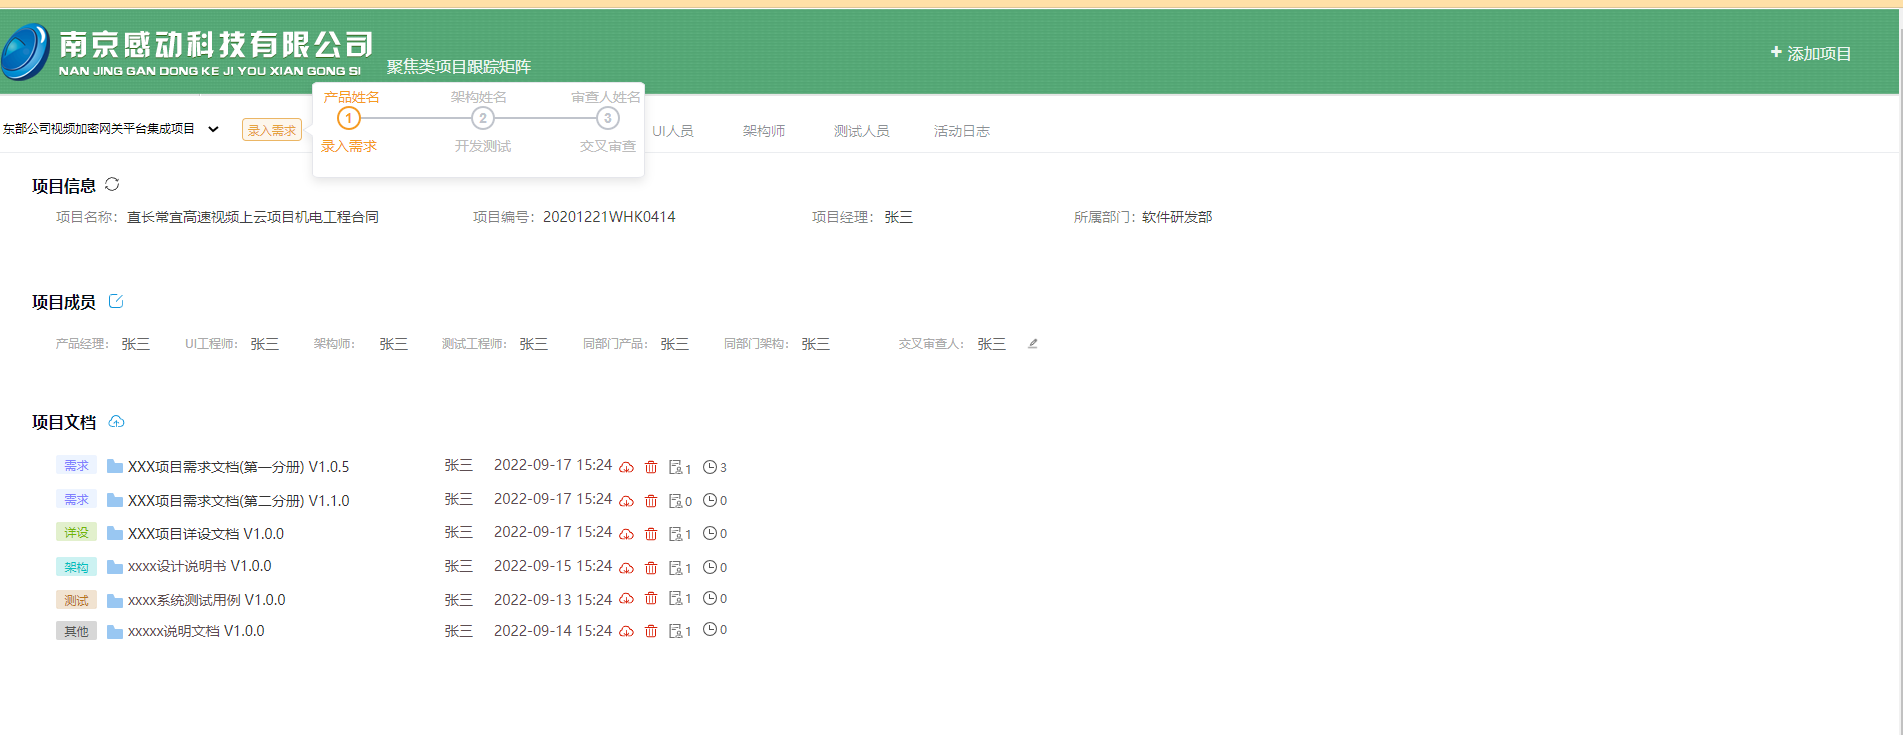 南京感动科技有限公司
NAN JING GAN DONG KE JI YOU XIAN GONG SI
聚焦类项目跟踪矩阵
+ 添加项目
东部公司视频加密网关平台集成项目
录入需求
产品姓名 架构姓名 审查人姓名
1 2 3
录入需求 开发测试 交叉审查
UI人员 架构师 测试人员 活动日志
项目信息
项目名称: 直长常宜高速视频上云项目机电工程合同 项目编号: 20201221WHK0414 项目经理: 张三 所属部门: 软件研发部
项目成员
产品经理: 张三 UI工程师: 张三 架构师: 张三 测试工程师: 张三 同部门产品: 张三 同部门架构: 张三 交叉审查人: 张三
项目文档
需求 XXX项目需求文档(第一分册) V1.0.5 张三 2022-09-17 15:24 1 3
需求 XXX项目需求文档(第二分册) V1.1.0 张三 2022-09-17 15:24 0 0
详设 XXX项目详设文档 V1.0.0 张三 2022-09-17 15:24 1 0
架构 xxxx设计说明书 V1.0.0 张三 2022-09-15 15:24 1 0
测试 xxxx系统测试用例 V1.0.0 张三 2022-09-13 15:24 1 0
其他 xxxxx说明文档 V1.0.0 张三 2022-09-14 15:24 1 0